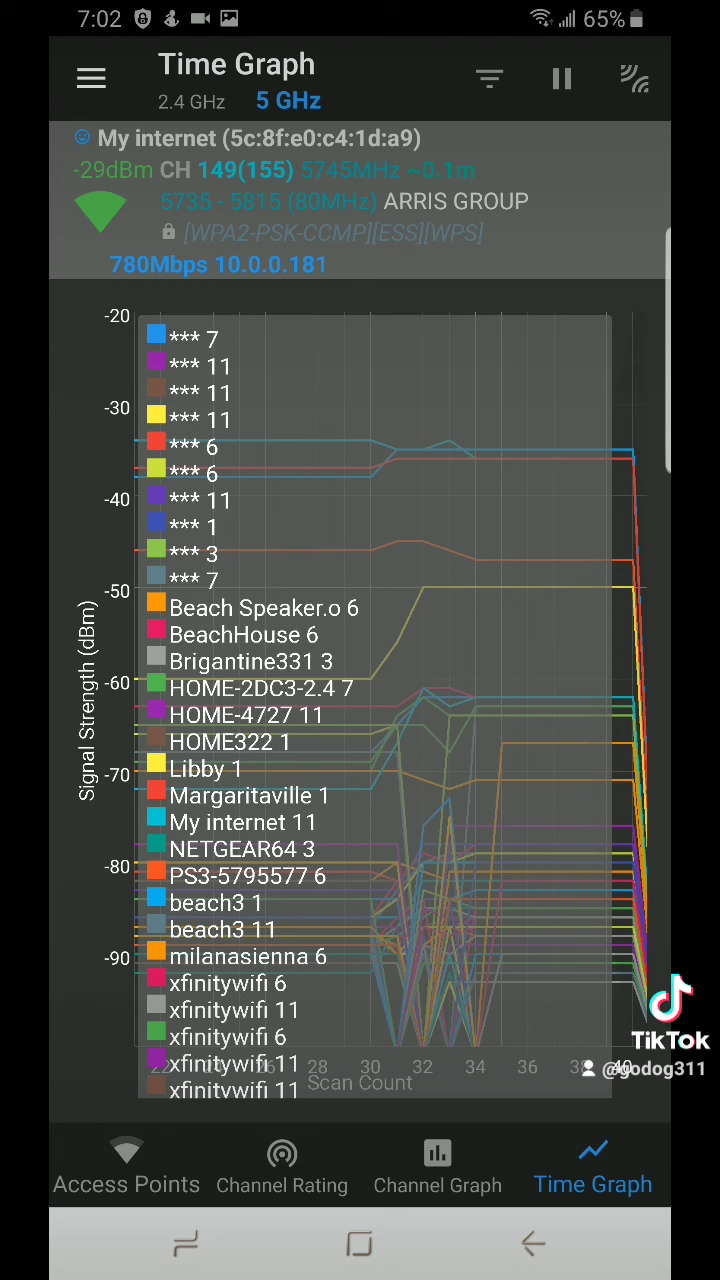 7:02 65%
Time Graph
2.4 GHz 5 GHz
My internet (5c:8f:e0:c4:1d:a9)
-29dBm CH 149(155) 5745MHz ~0.1m
5735 - 5815 (80MHz) ARRIS GROUP
[WPA2-PSK-CCMP][ESS][WPS]
780Mbps 10.0.0.181
-20
-30
-40
-50
-60
-70
-80
-90
Signal Strength (dBm)
*** 7
*** 11
*** 11
*** 11
*** 6
*** 6
*** 11
*** 1
*** 3
*** 7
Beach Speaker.o 6
BeachHouse 6
Brigantine331 3
HOME-2DC3-2.4 7
HOME-4727 11
HOME322 1
Libby 1
Margaritaville 1
My internet 11
NETGEAR64 3
PS3-5795577 6
beach3 1
beach3 11
milanasienna 6
xfinitywifi 6
xfinitywifi 11
xfinitywifi 6
xfinitywifi 11
xfinitywifi 11
22 24 26 28 30 32 34 36 38 40
Scan Count
TikTok
@godog311
Access Points Channel Rating Channel Graph Time Graph